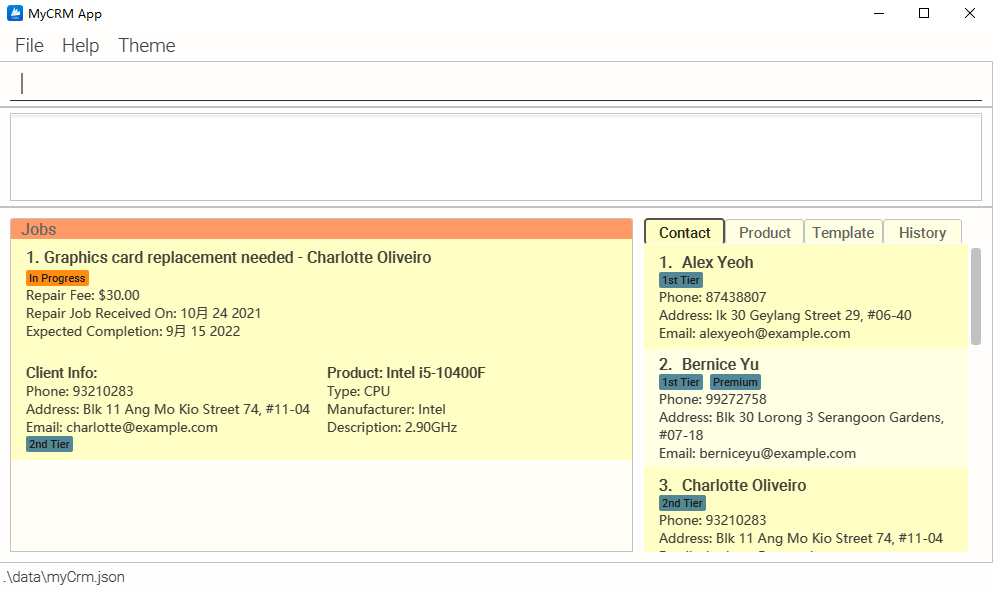 MyCRM App
File Help Theme
Jobs
1. Graphics card replacement needed - Charlotte Oliveiro
In Progress
Repair Fee: $30.00
Repair Job Received On: 10月 24 2021
Expected Completion: 9月 15 2022
Client Info:
Phone: 93210283
Address: Blk 11 Ang Mo Kio Street 74, #11-04
Email: charlotte@example.com
2nd Tier
Product: Intel i5-10400F
Type: CPU
Manufacturer: Intel
Description: 2.90GHz
Contact Product Template History
1. Alex Yeoh
1st Tier
Phone: 87438807
Address: lk 30 Geylang Street 29, #06-40
Email: alexyeoh@example.com
2. Bernice Yu
1st Tier Premium
Phone: 99272758
Address: Blk 30 Lorong 3 Serangoon Gardens,
#07-18
Email: berniceyu@example.com
3. Charlotte Oliveiro
2nd Tier
Phone: 93210283
Address: Blk 11 Ang Mo Kio Street 74, #11-04
.\data\myCrm.json